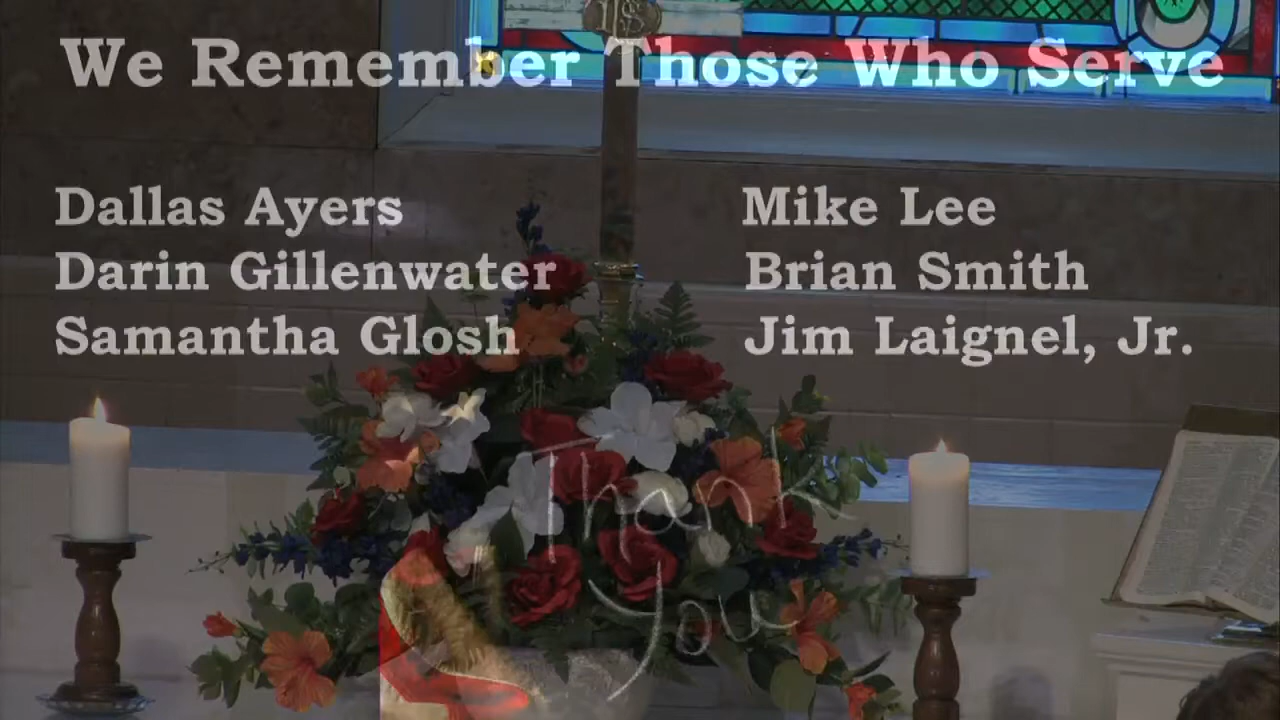 We Remember Those Who Serve
Dallas Ayers
Darin Gillenwater
Samantha Glosh
Mike Lee
Brian Smith
Jim Laignel, Jr.
Thank
You